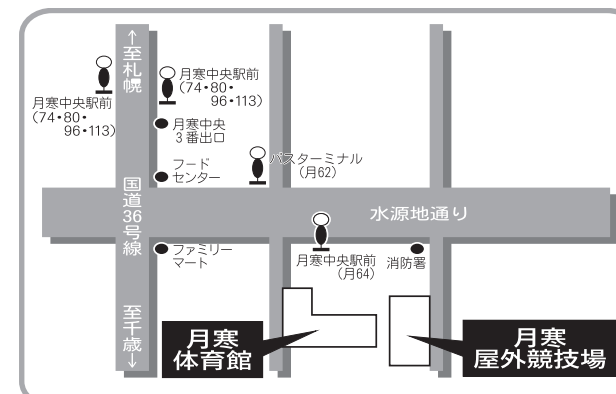 ↑至札幌
月寒中央駅前
(74・80・
96・113)
月寒中央駅前
(74・80・
96・113)
月寒中央
3番出口
フード
センター
バスターミナル
(月62)
国道36号線
水源地通り
ファミリー
マート
月寒中央駅前
(月64)
消防署
至千歳↓
月寒
体育館
月寒
屋外競技場